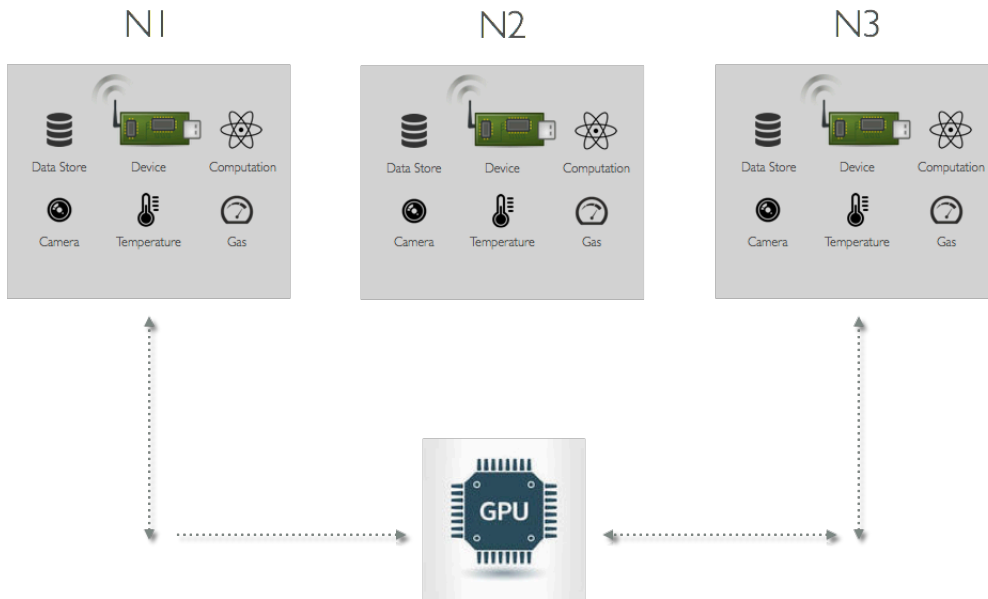 N1 N2 N3
Data Store Device Computation Data Store Device Computation Data Store Device Computation
Camera Temperature Gas Camera Temperature Gas Camera Temperature Gas
GPU